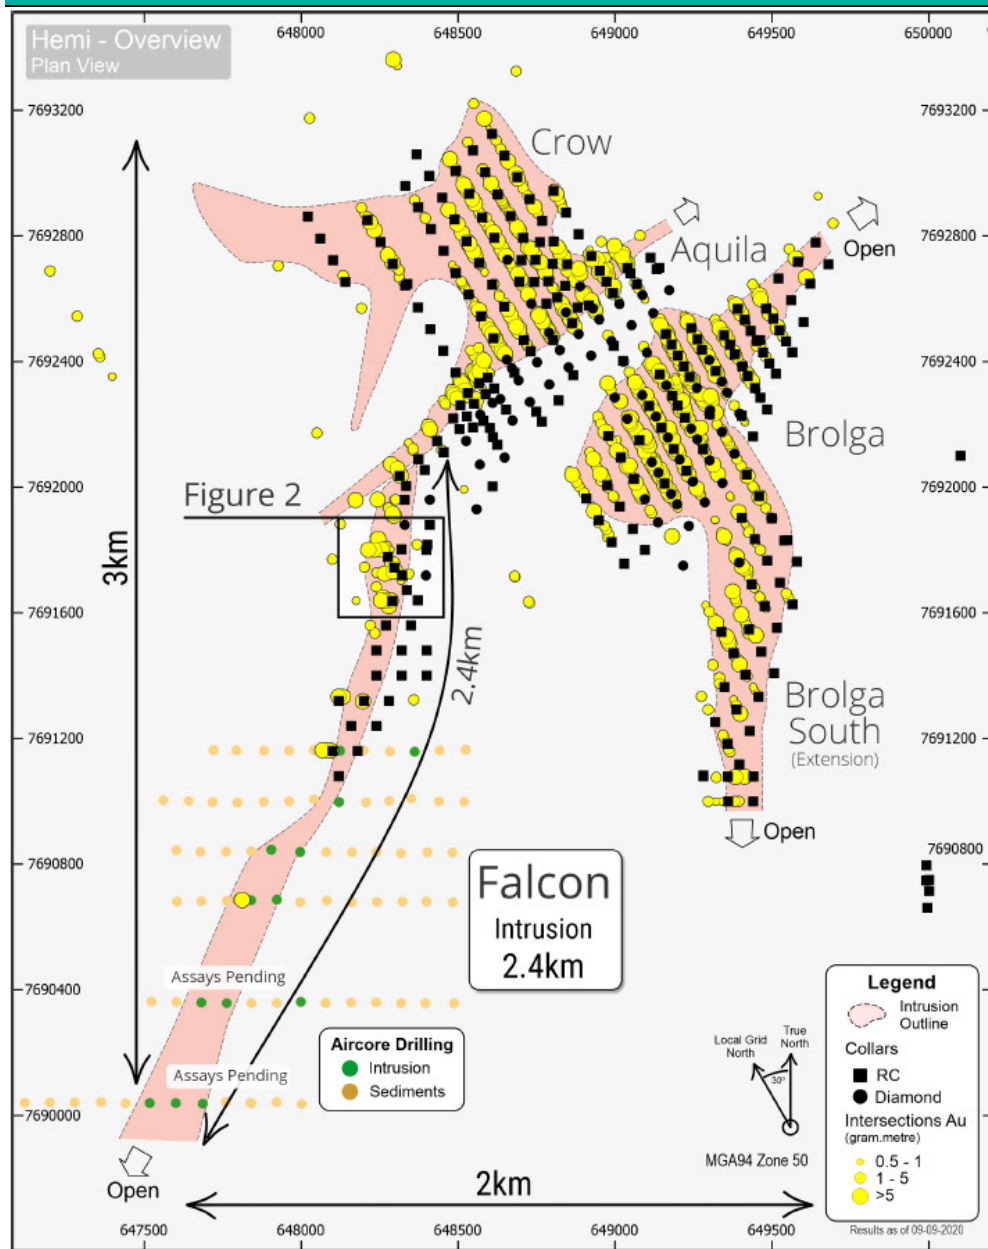 Hemi - Overview
Plan View
648000
648500
649000
649500
650000
7693200
7693200
Crow
Aquila
Open
7692800
7692800
7692400
7692400
Brolga
7692000
7692000
Figure 2
3km
2.4km
7691600
7691600
Brolga
South
(Extension)
7691200
7691200
Open
7690800
7690800
Falcon
Intrusion
2.4km
Assays Pending
7690400
7690400
Assays Pending
Aircore Drilling
Intrusion
Sediments
7690000
Open
2km
Local Grid
North
True
North
30°
MGA94 Zone 50
Legend
Intrusion
Outline
Collars
RC
Diamond
Intersections Au
(gram.metre)
0.5 - 1
1 - 5
>5
Results as of 09-09-2020
647500
648000
648500
649000
649500